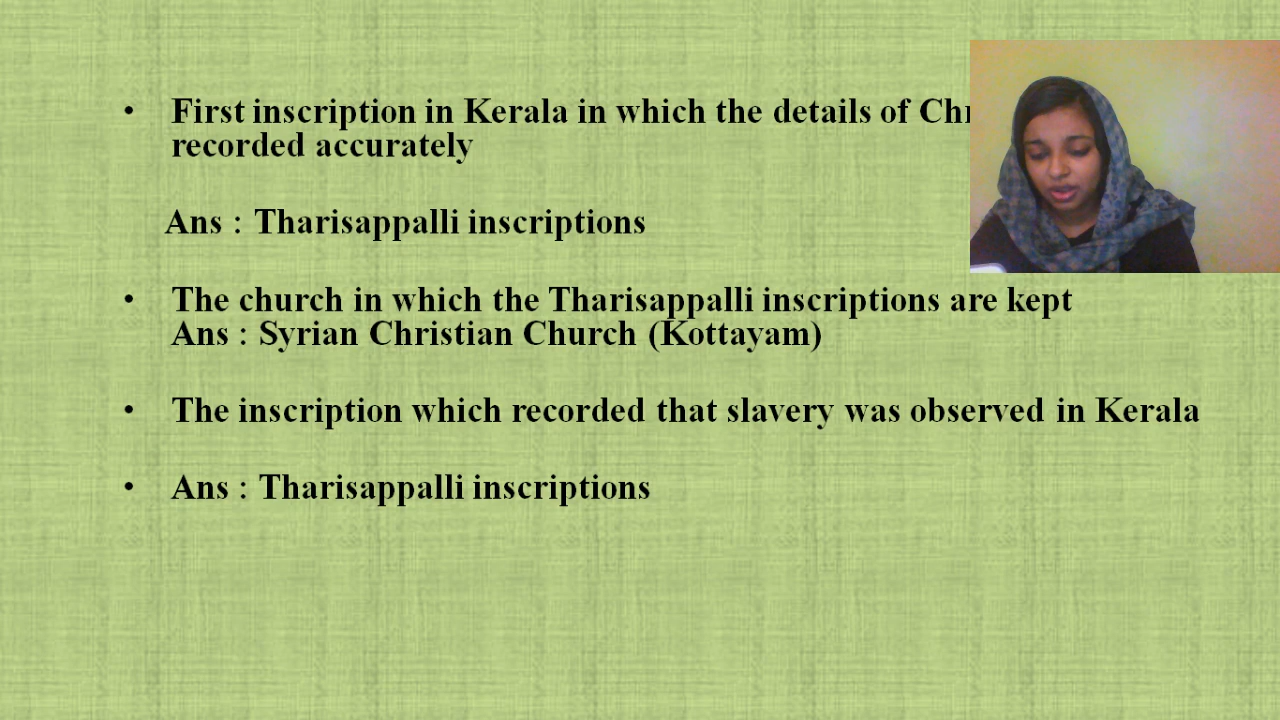 • First inscription in Kerala in which the details of
recorded accurately
Ans : Tharisappalli inscriptions
• The church in which the Tharisappalli inscriptions are kept
Ans : Syrian Christian Church (Kottayam)
• The inscription which recorded that slavery was observed in Kerala
• Ans : Tharisappalli inscriptions